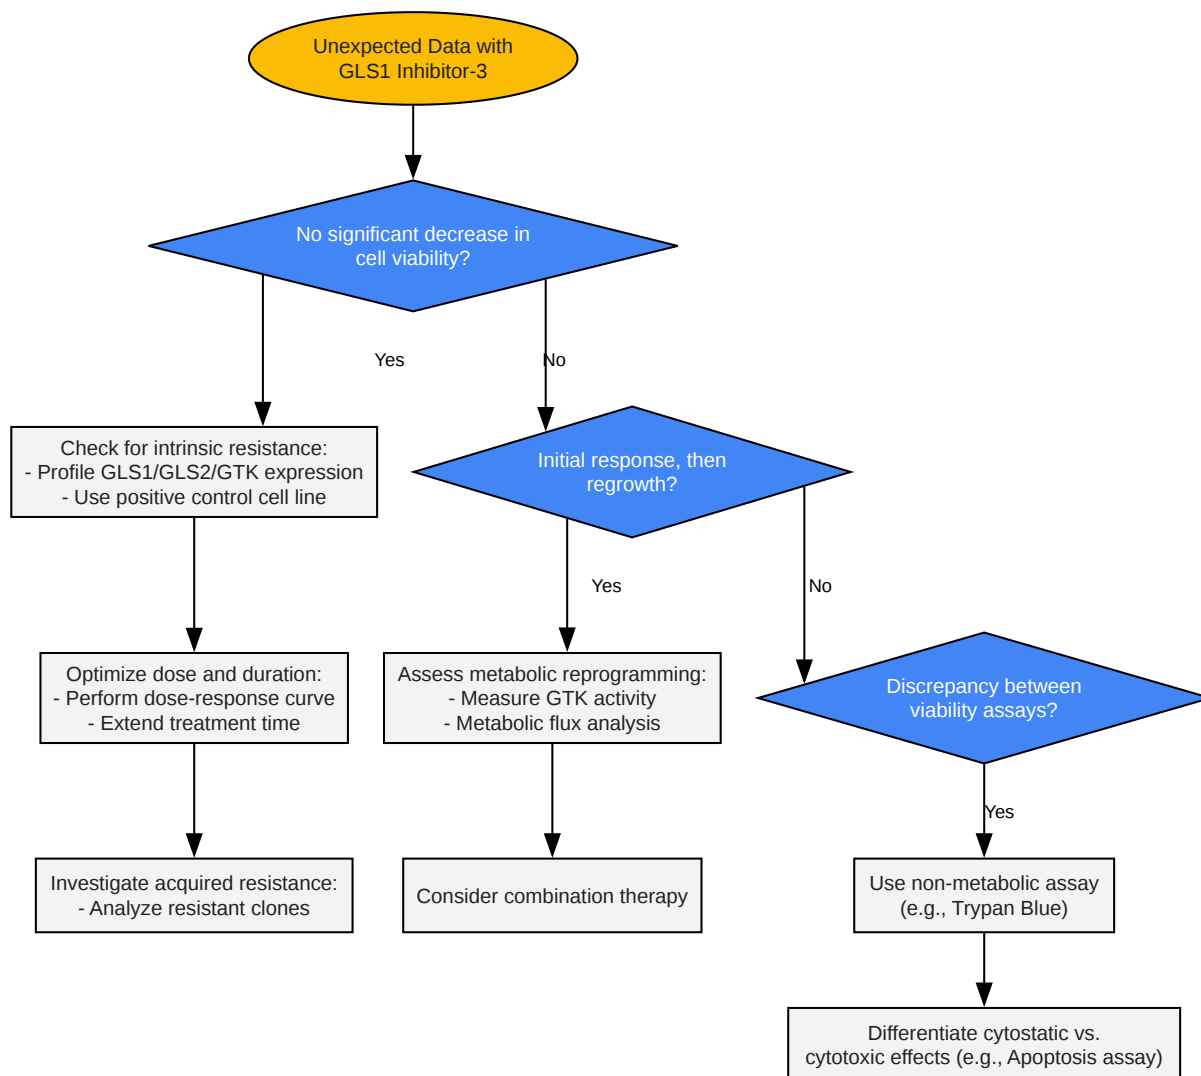 Unexpected Data with
GLS1 Inhibitor-3
No significant decrease in
cell viability?
Yes
No
Check for intrinsic resistance:
- Profile GLS1/GLS2/GTK expression
- Use positive control cell line
Initial response, then
regrowth?
Yes
No
Optimize dose and duration:
- Perform dose-response curve
- Extend treatment time
Assess metabolic reprogramming:
- Measure GTK activity
- Metabolic flux analysis
Discrepancy between
viability assays?
Yes
Investigate acquired resistance:
- Analyze resistant clones
Consider combination therapy
Use non-metabolic assay
(e.g., Trypan Blue)
Differentiate cytostatic vs.
cytotoxic effects (e.g., Apoptosis assay)